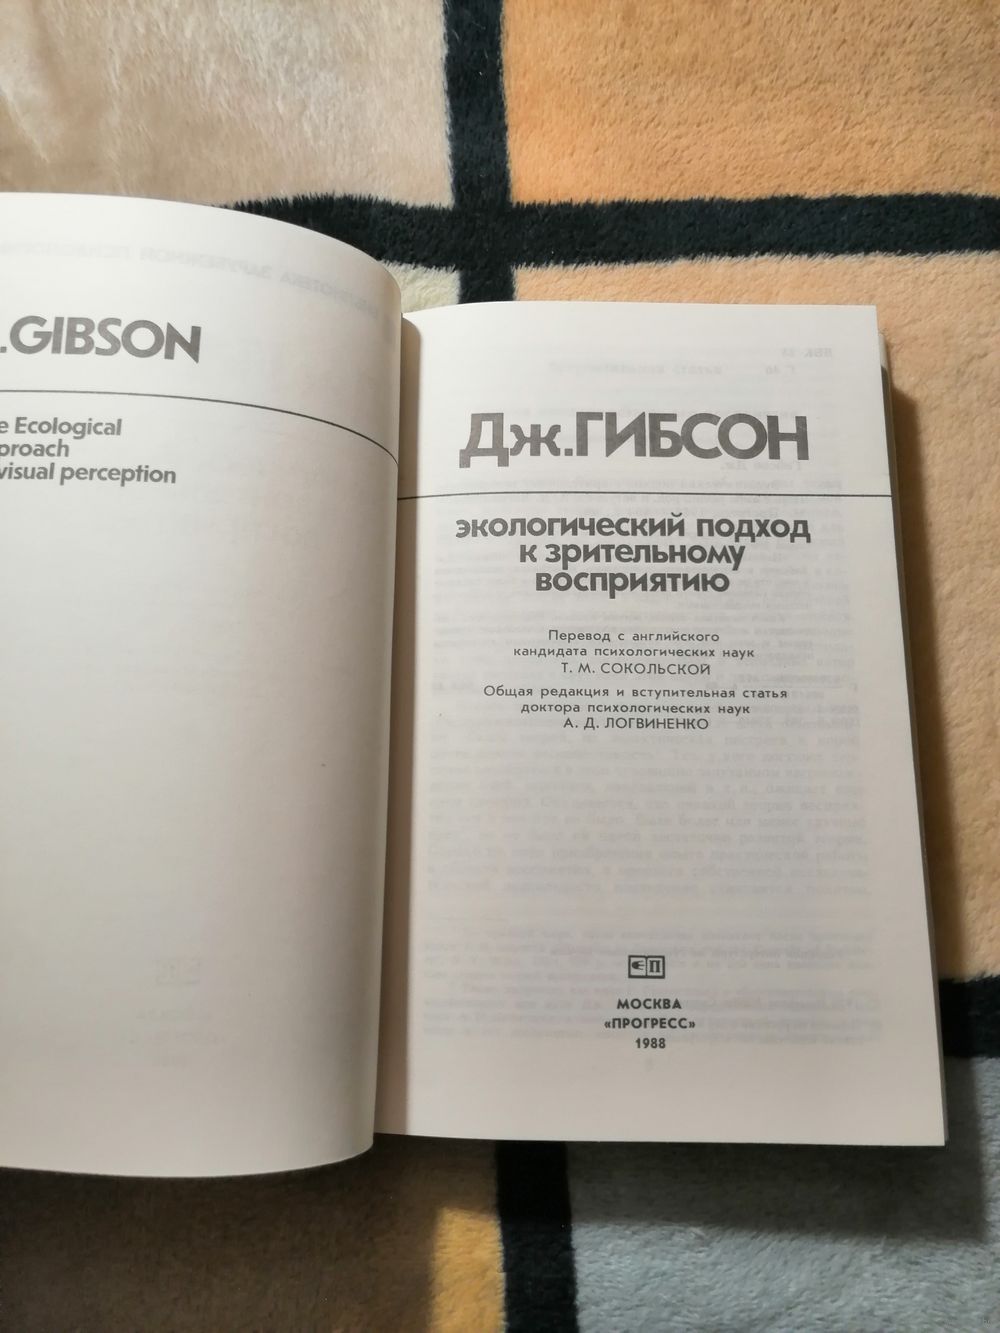 .GIBSON
e Ecological
proach
visual perception
Дж.ГИБСОН
экологический подход
к зрительному
восприятию
Перевод с английского
кандидата психологических наук
Т. М. СОКОЛЬСКОЙ
Общая редакция и вступительная статья
доктора психологических наук
А. Д. ЛОГВИНЕНКО
МОСКВА
«ПРОГРЕСС»
1988